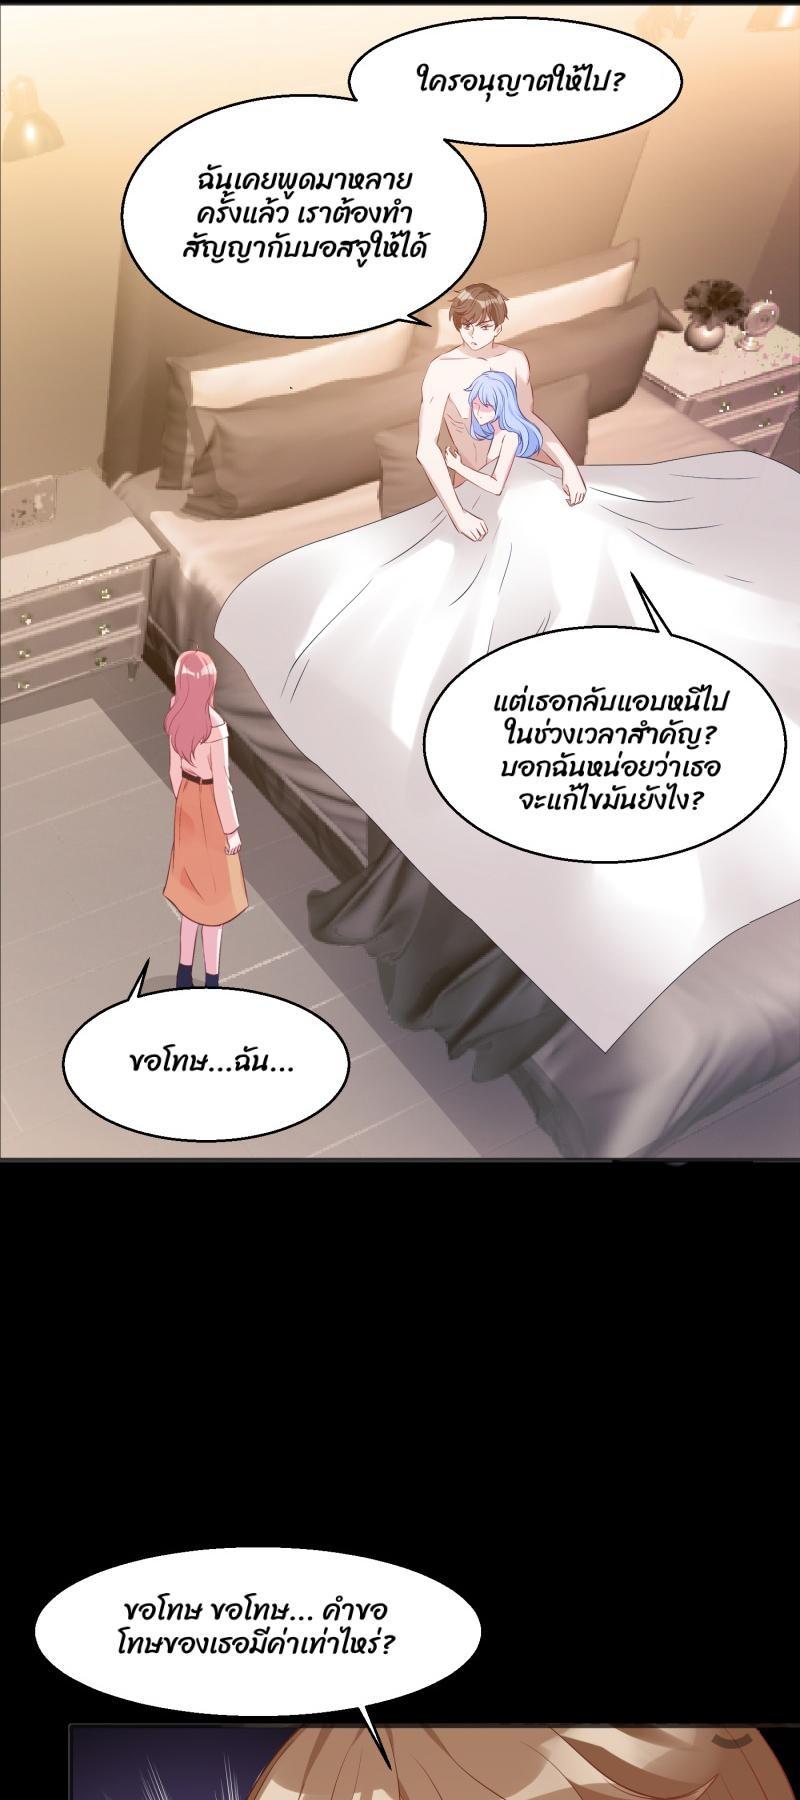 ใครอนุญาตให้ไป?
ฉันเคยพูดมาหลาย
ครั้งแล้ว เราต้องทำ
สัญญากับบอสจูให้ได้
แต่เธอกลับแอบหนีไป
ในช่วงเวลาสำคัญ?
บอกฉันหน่อยว่าเธอ
จะแก้ไขมันยังไง?
ขอโทษ...ฉัน...
ขอโทษ ขอโทษ... คำขอ
โทษของเธอมีค่าเท่าไหร่?